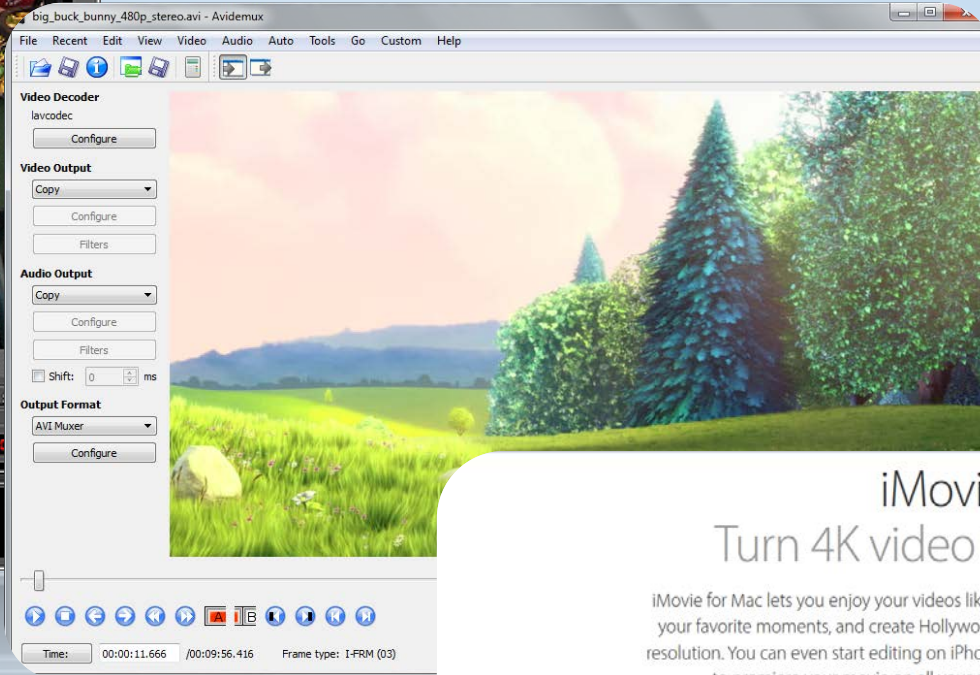 big_buck_bunny_480p_stereo.avi - Avidemux
File Recent Edit View Video Audio Auto Tools Go Custom Help
Video Decoder
lavcodec
Configure
Video Output
Copy
Configure
Filters
Audio Output
Copy
Configure
Filters
Shift: 0 ms
Output Format
AVI Muxer
Configure
A B
Time: 00:00:11.666 /00:09:56.416 Frame type: I-FRM (03)
iMovi
Turn 4K video
iMovie for Mac lets you enjoy your videos lik
your favorite moments, and create Hollywo
resolution. You can even start editing on iPho